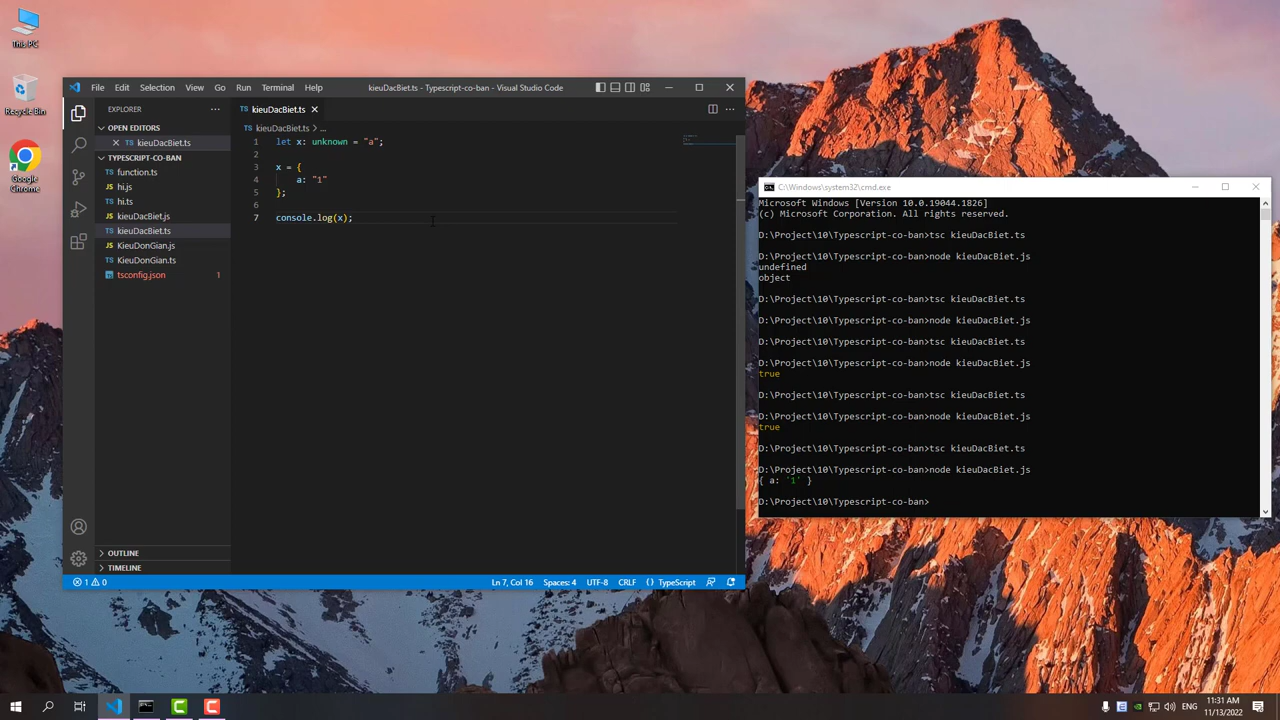 This PC
Recycle Bin
Google
Chrome
File Edit Selection View Go Run Terminal Help
kieuDacBiet.ts - Typescript-co-ban - Visual Studio Code
EXPLORER
OPEN EDITORS
kieuDacBiet.ts
TYPESCRIPT-CO-BAN
function.ts
hi.js
hi.ts
kieuDacBiet.js
kieuDacBiet.ts
KieuDonGian.js
KieuDonGian.ts
tsconfig.json 1
OUTLINE
TIMELINE
kieuDacBiet.ts
kieuDacBiet.ts > ...
1 let x: unknown = "a";
2
3 x = {
4 a: "1"
5 };
6
7 console.log(x);
1 0
Ln 7, Col 16 Spaces: 4 UTF-8 CRLF {} TypeScript
C:\Windows\system32\cmd.exe
Microsoft Windows [Version 10.0.19044.1826]
(c) Microsoft Corporation. All rights reserved.
D:\Project\10\Typescript-co-ban>tsc kieuDacBiet.ts
D:\Project\10\Typescript-co-ban>node kieuDacBiet.js
undefined
object
D:\Project\10\Typescript-co-ban>tsc kieuDacBiet.ts
D:\Project\10\Typescript-co-ban>node kieuDacBiet.js
D:\Project\10\Typescript-co-ban>tsc kieuDacBiet.ts
D:\Project\10\Typescript-co-ban>node kieuDacBiet.js
true
D:\Project\10\Typescript-co-ban>tsc kieuDacBiet.ts
D:\Project\10\Typescript-co-ban>node kieuDacBiet.js
true
D:\Project\10\Typescript-co-ban>tsc kieuDacBiet.ts
D:\Project\10\Typescript-co-ban>node kieuDacBiet.js
{ a: '1' }
D:\Project\10\Typescript-co-ban>
ENG
11:31 AM
11/13/2022